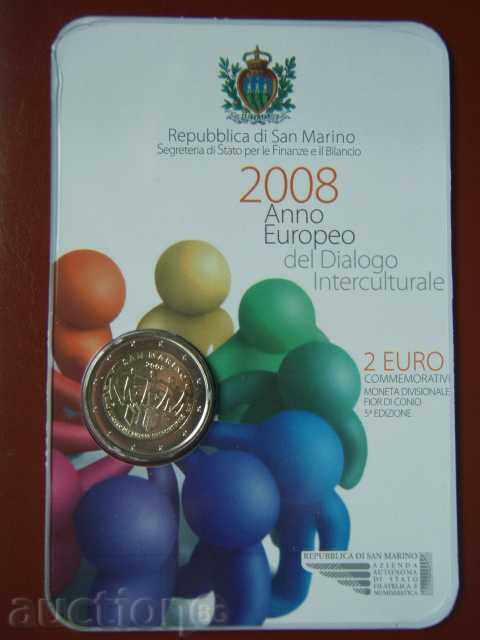 Repubblica di San Marino
Segreteria di Stato per le Finanze e il Bilancio
2008
Anno
Europeo
del Dialogo
Interculturale
2 EURO
COMMEMORATIVI
MONETA DIVISIONALE
FIOR DI CONIO
5ª EDIZIONE
SAN MARINO
2008
REPUBBLICA DI SAN MARINO
AZIENDA
AUTONOMA
DI STATO
FILATELICA E
NUMISMATICA
auction